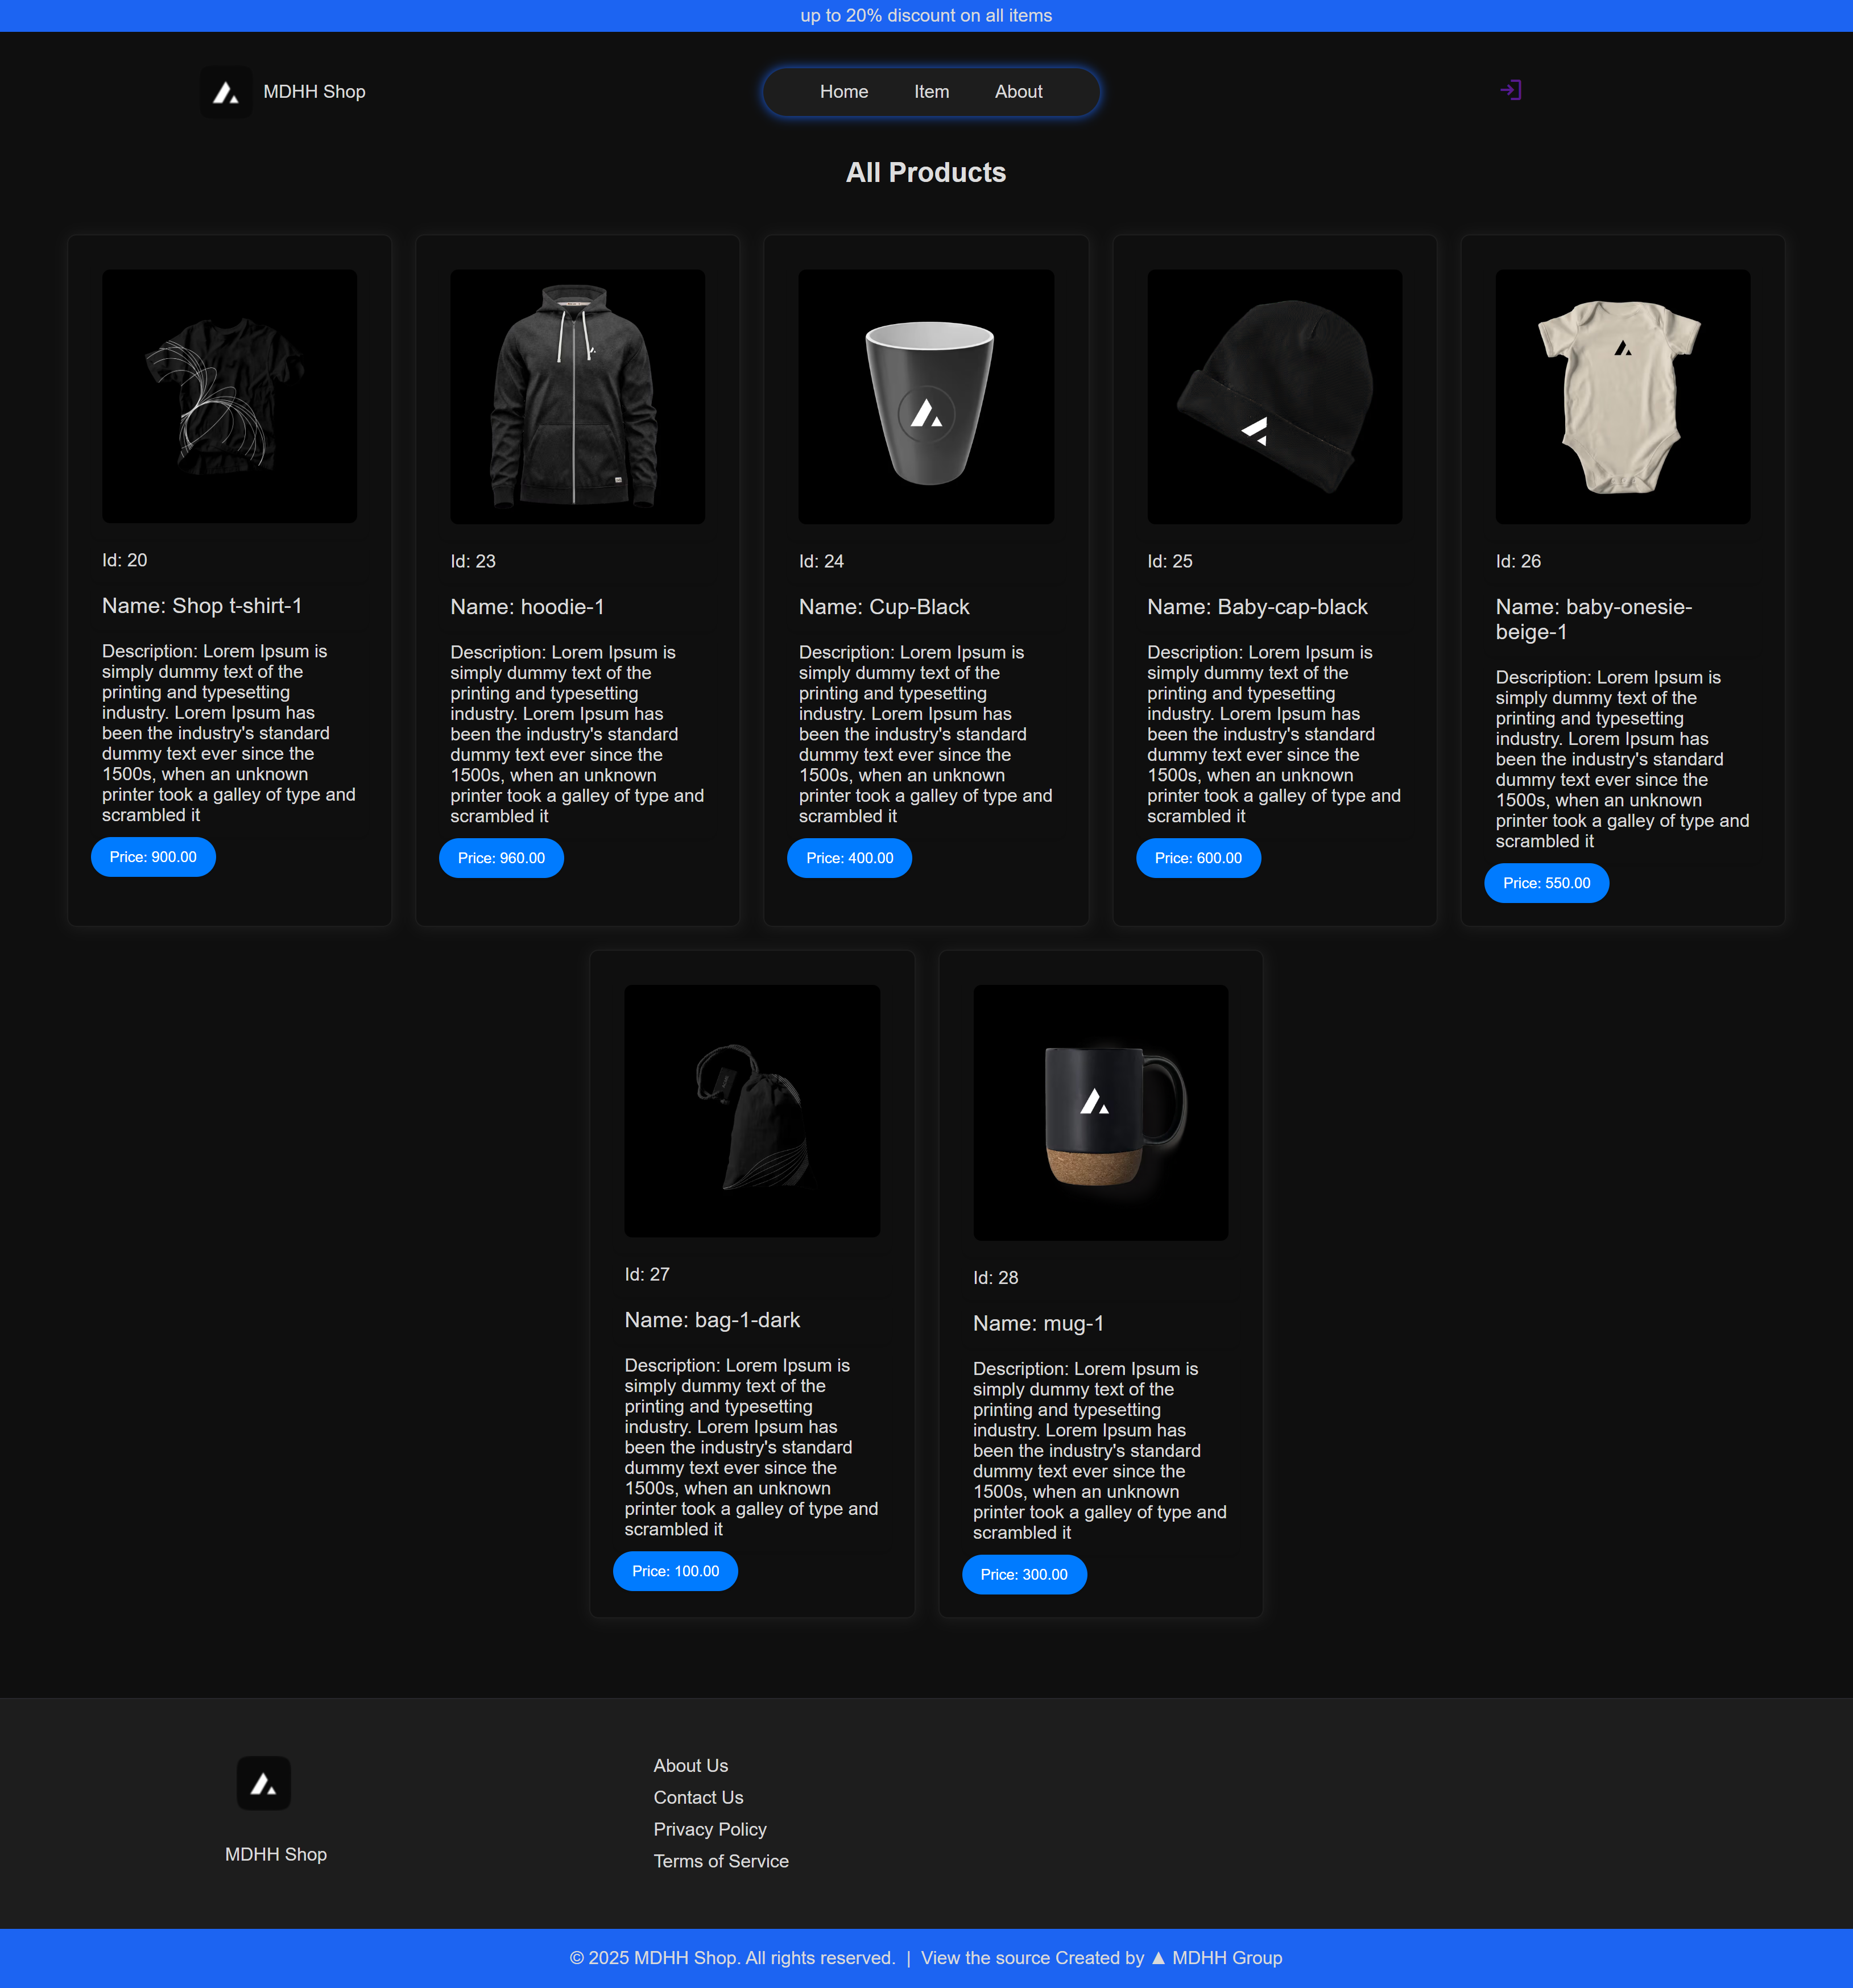 up to 20% discount on all items
MDHH Shop
Home
Item
About
All Products
Id: 20
Name: Shop t-shirt-1
Description: Lorem Ipsum is
simply dummy text of the
printing and typesetting
industry. Lorem Ipsum has
been the industry's standard
dummy text ever since the
1500s, when an unknown
printer took a galley of type and
scrambled it
Price: 900.00
Id: 23
Name: hoodie-1
Description: Lorem Ipsum is
simply dummy text of the
printing and typesetting
industry. Lorem Ipsum has
been the industry's standard
dummy text ever since the
1500s, when an unknown
printer took a galley of type and
scrambled it
Price: 960.00
Id: 24
Name: Cup-Black
Description: Lorem Ipsum is
simply dummy text of the
printing and typesetting
industry. Lorem Ipsum has
been the industry's standard
dummy text ever since the
1500s, when an unknown
printer took a galley of type and
scrambled it
Price: 400.00
Id: 25
Name: Baby-cap-black
Description: Lorem Ipsum is
simply dummy text of the
printing and typesetting
industry. Lorem Ipsum has
been the industry's standard
dummy text ever since the
1500s, when an unknown
printer took a galley of type and
scrambled it
Price: 600.00
Id: 26
Name: baby-onesie-
beige-1
Description: Lorem Ipsum is
simply dummy text of the
printing and typesetting
industry. Lorem Ipsum has
been the industry's standard
dummy text ever since the
1500s, when an unknown
printer took a galley of type and
scrambled it
Price: 550.00
Id: 27
Name: bag-1-dark
Description: Lorem Ipsum is
simply dummy text of the
printing and typesetting
industry. Lorem Ipsum has
been the industry's standard
dummy text ever since the
1500s, when an unknown
printer took a galley of type and
scrambled it
Price: 100.00
Id: 28
Name: mug-1
Description: Lorem Ipsum is
simply dummy text of the
printing and typesetting
industry. Lorem Ipsum has
been the industry's standard
dummy text ever since the
1500s, when an unknown
printer took a galley of type and
scrambled it
Price: 300.00
MDHH Shop
About Us
Contact Us
Privacy Policy
Terms of Service
© 2025 MDHH Shop. All rights reserved. | View the source Created by ▲ MDHH Group